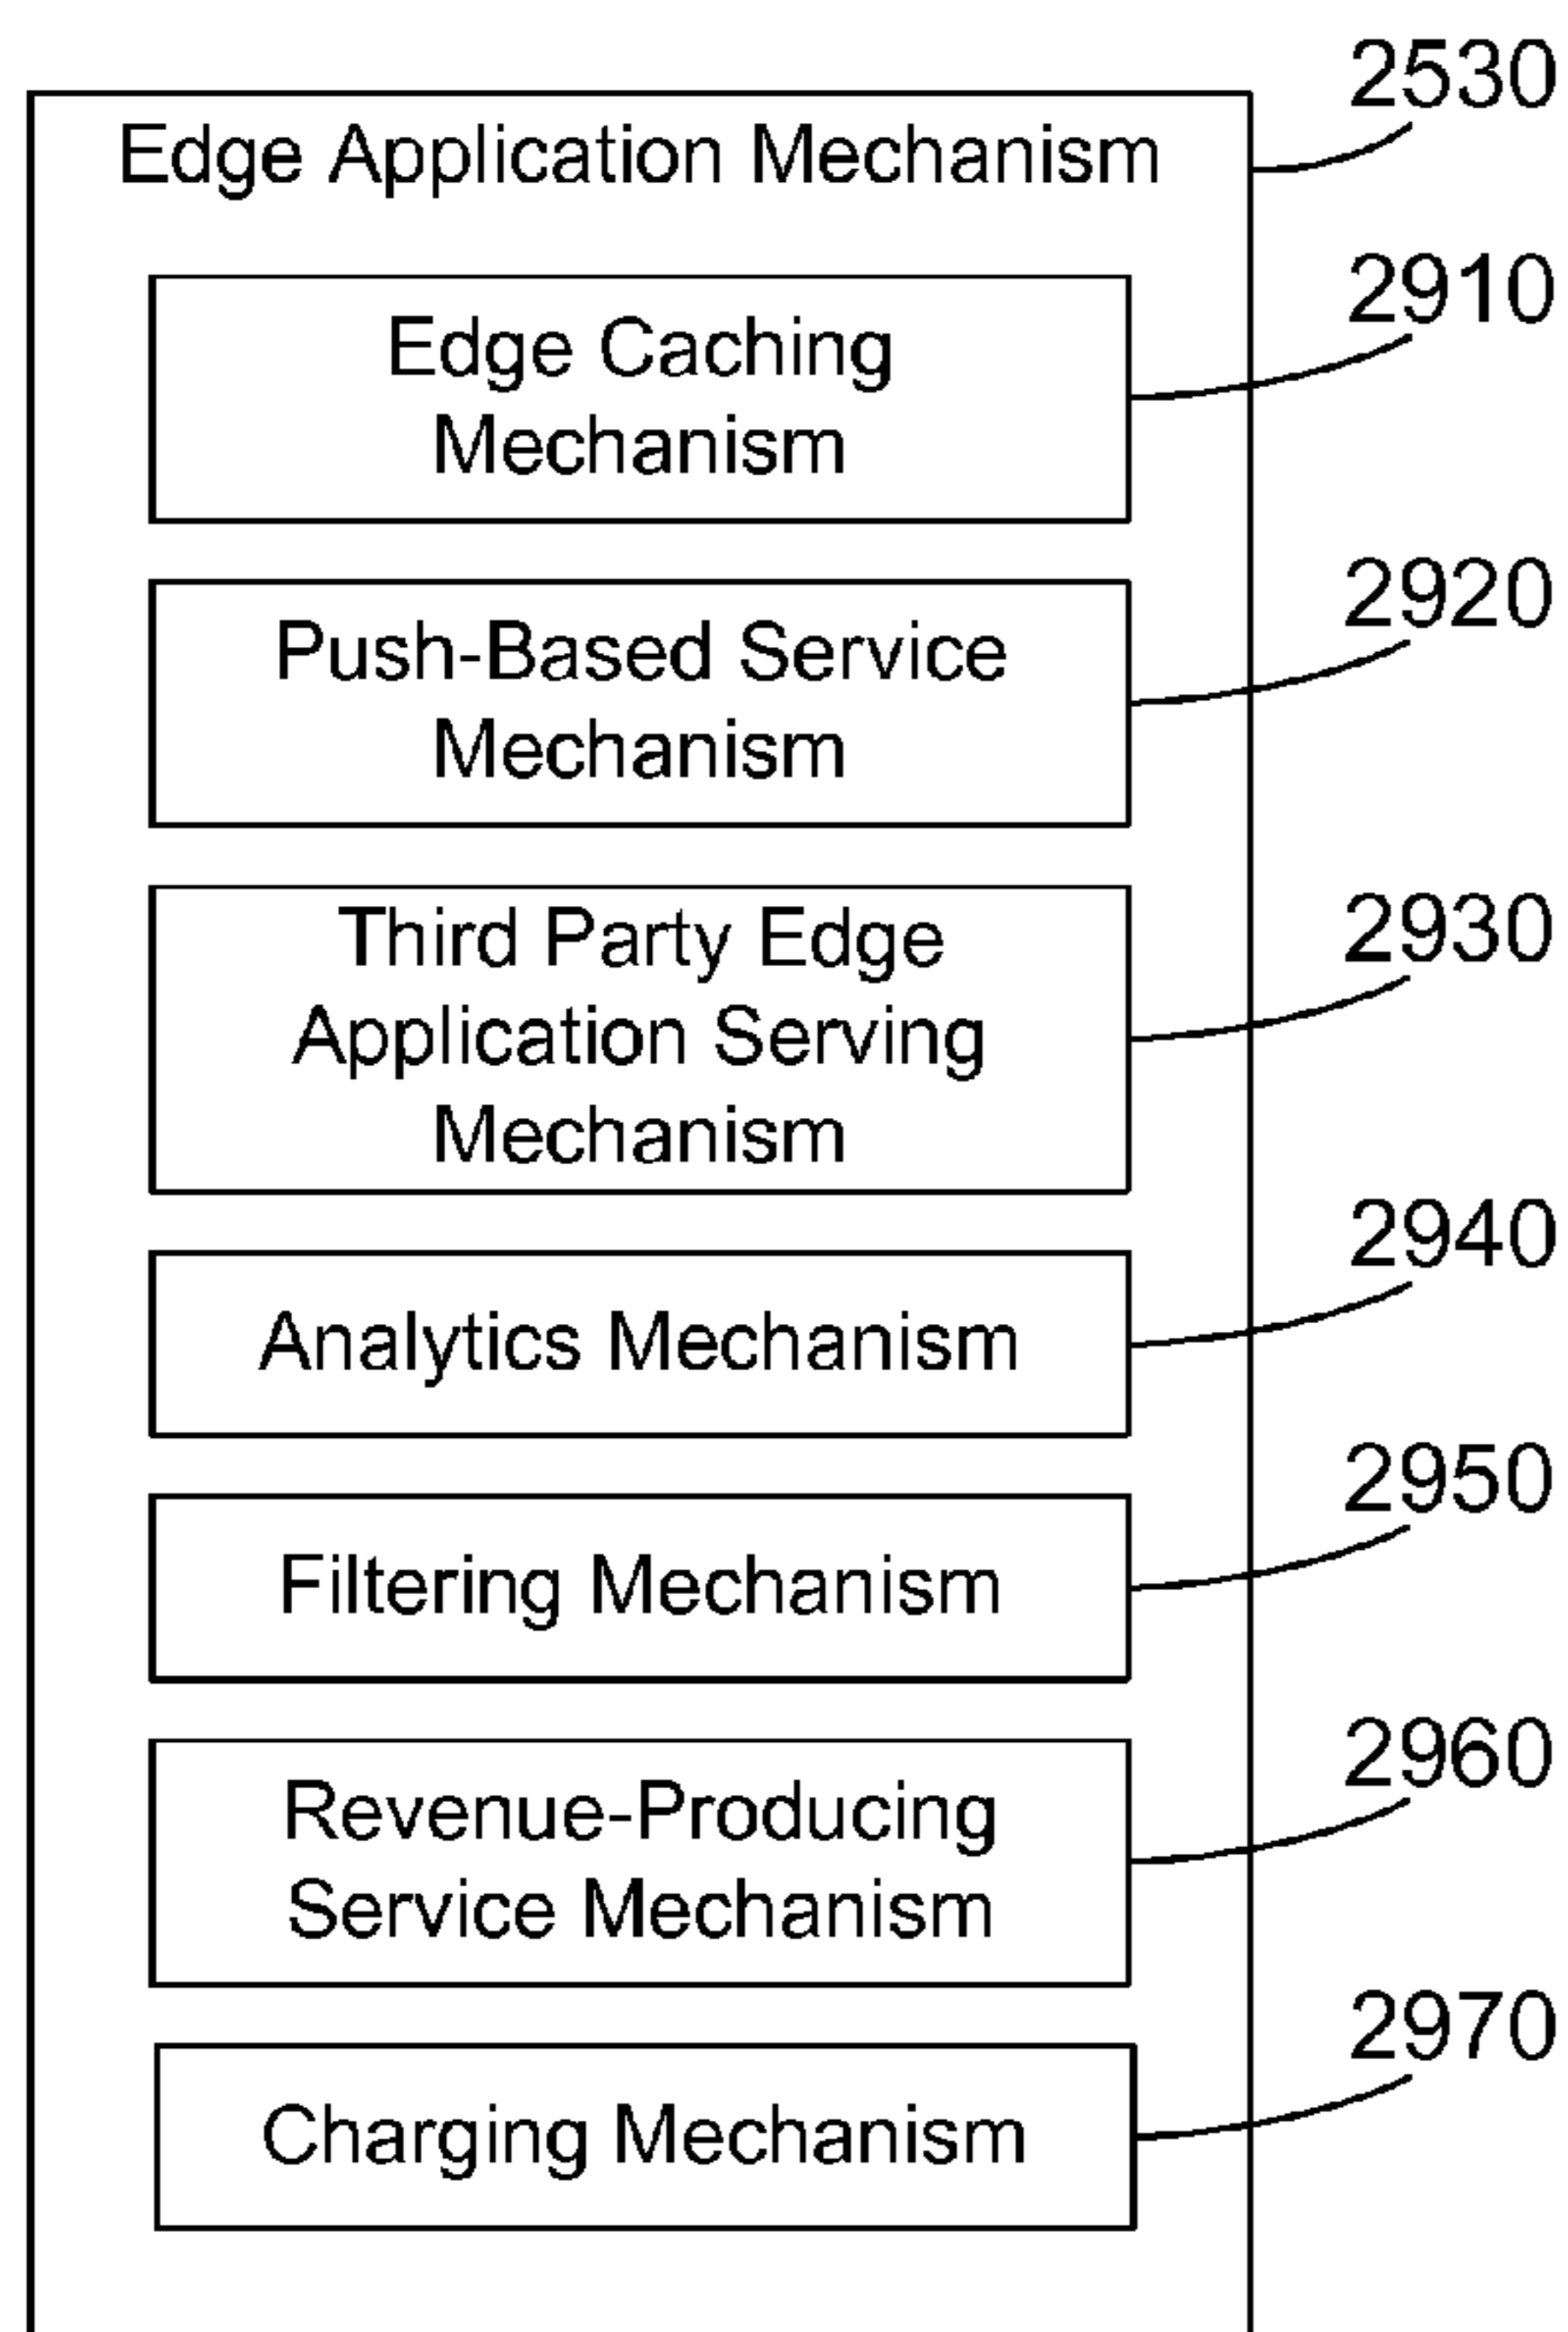 2530
Edge Application Mechanism
2910
Edge Caching
Mechanism
2920
Push-Based Service
Mechanism
2930
Third Party Edge
Application Serving
Mechanism
2940
Analytics Mechanism
2950
Filtering Mechanism
2960
Revenue-Producing
Service Mechanism
2970
Charging Mechanism